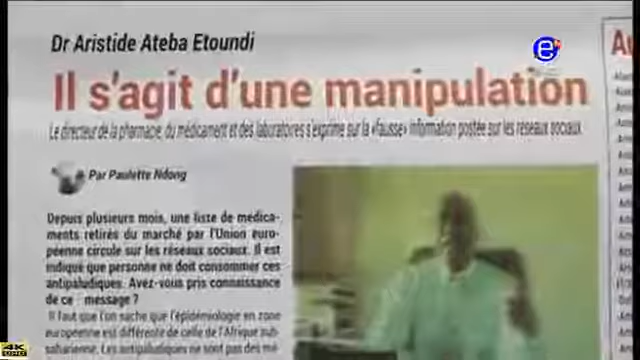 Dr Aristide Ateba Etoundi
Il s'agit d'une manipulation
Le directeur de la pharmacie, du médicament et des laboratoires s'exprime sur la «fausse» information postée sur les réseaux sociaux.
Par Paulette Ndong
Depuis plusieurs mois, une liste de médica-
ments retirés du marché par l'Union euro-
péenne circule sur les réseaux sociaux. Il est
indiqué que personne ne doit consommer ces
antipaludiques. Avez-vous pris connaissance
de ce message ?
Il faut que l'on sache que l'épidémiologie en zone
européenne est différente de celle de l'Afrique sub-
saharienne. Les antipaludiques ne sont pas des mé-
e
4K
UHD